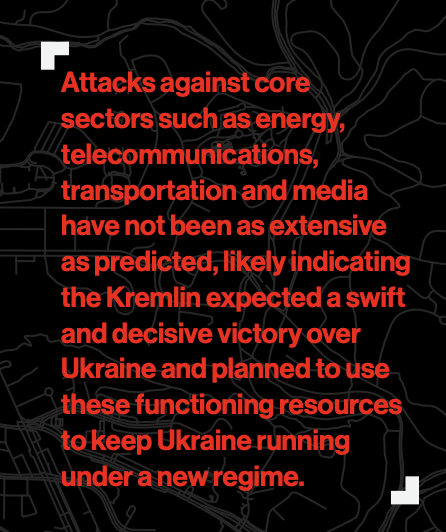 Attacks against core
sectors such as energy,
telecommunications,
transportation and media
have not been as extensive
as predicted, likely indicating
the Kremlin expected a swift
and decisive victory over
Ukraine and planned to use
these functioning resources
to keep Ukraine running
under a new regime.